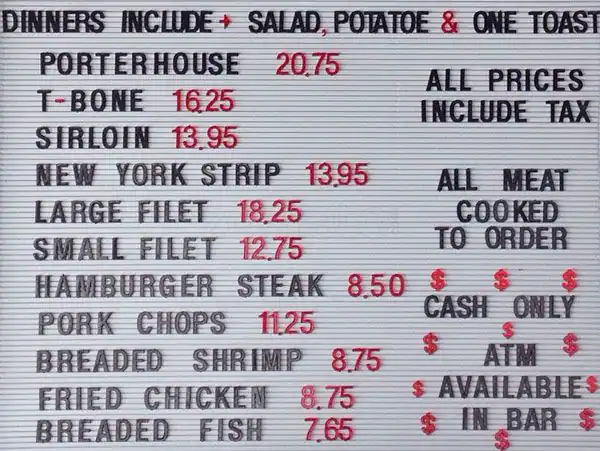 DINNERS INCLUDE → SALAD, POTATOE & ONE TOAST
PORTERHOUSE 20.75
T-BONE 16.25
SIRLOIN 13.95
NEW YORK STRIP 13.95
LARGE FILET 18.25
SMALL FILET 12.75
HAMBURGER STEAK 8.50
PORK CHOPS 11.25
BREADED SHRIMP 8.75
FRIED CHICKEN 8.75
BREADED FISH 7.65
ALL PRICES
INCLUDE TAX
ALL MEAT
COOKED
TO ORDER
$ $ $
CASH ONLY
$
$ ATM $
$ AVAILABLE $
$ IN BAR $
$